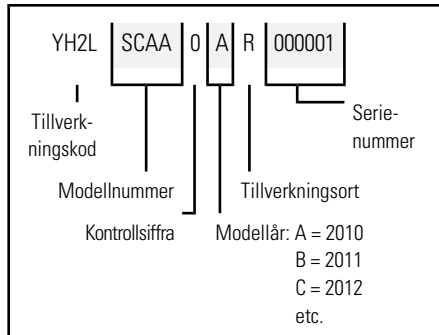 YH2L SCAA 0 A R 000001
Tillverk-
ningskod
Serie-
nummer
Modellnummer
Tillverkningsort
Kontrollsiffra
Modellår: A = 2010
B = 2011
C = 2012
etc.